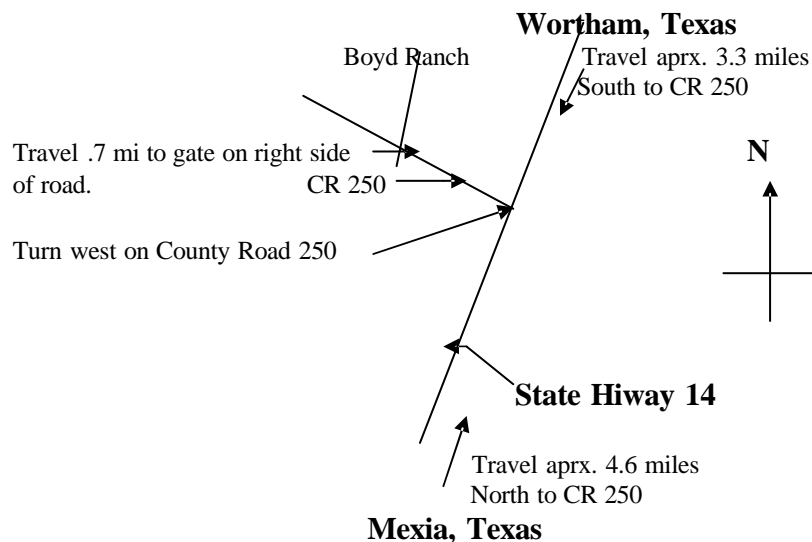 Wortham, Texas
Boyd Ranch
Travel aprx. 3.3 miles
South to CR 250
Travel .7 mi to gate on right side
of road.
CR 250
N
Turn west on County Road 250
State Hiway 14
Travel aprx. 4.6 miles
North to CR 250
Mexia, Texas